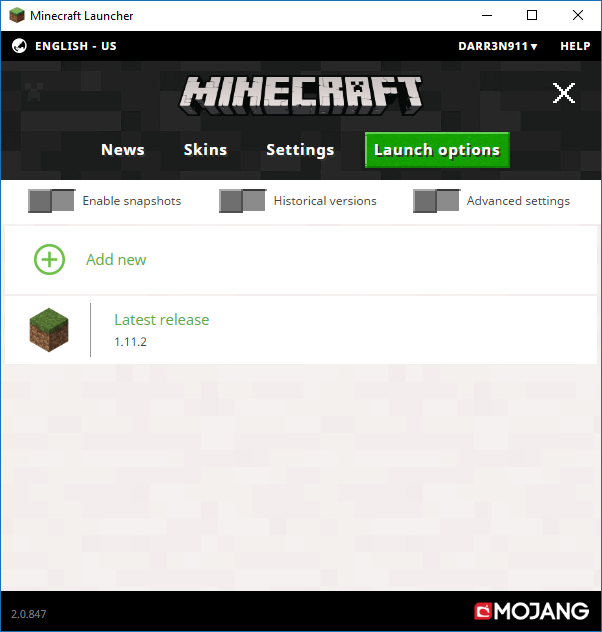 Minecraft Launcher
ENGLISH - US
DARR3N911 ▾ HELP
MINECRAFT
News Skins Settings Launch options
Enable snapshots Historical versions Advanced settings
Add new
Latest release
1.11.2
2.0.847
MOJANG